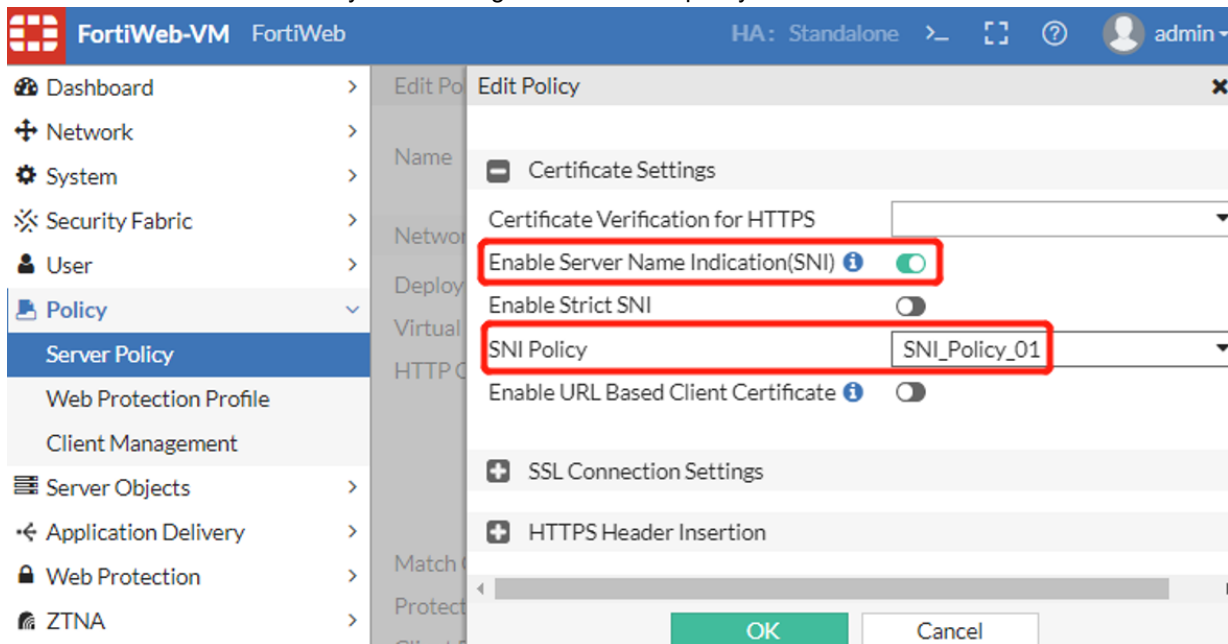 FortiWeb-VM FortiWeb HA: Standalone >_ admin
Dashboard
Network
System
Security Fabric
User
Policy
Server Policy
Web Protection Profile
Client Management
Server Objects
Application Delivery
Web Protection
ZTNA
Edit Po
Name
Networ
Deploy
Virtual
HTTP C
Match
Protect
Edit Policy
Certificate Settings
Certificate Verification for HTTPS
Enable Server Name Indication(SNI)
Enable Strict SNI
SNI Policy SNI_Policy_01
Enable URL Based Client Certificate
SSL Connection Settings
HTTPS Header Insertion
OK Cancel